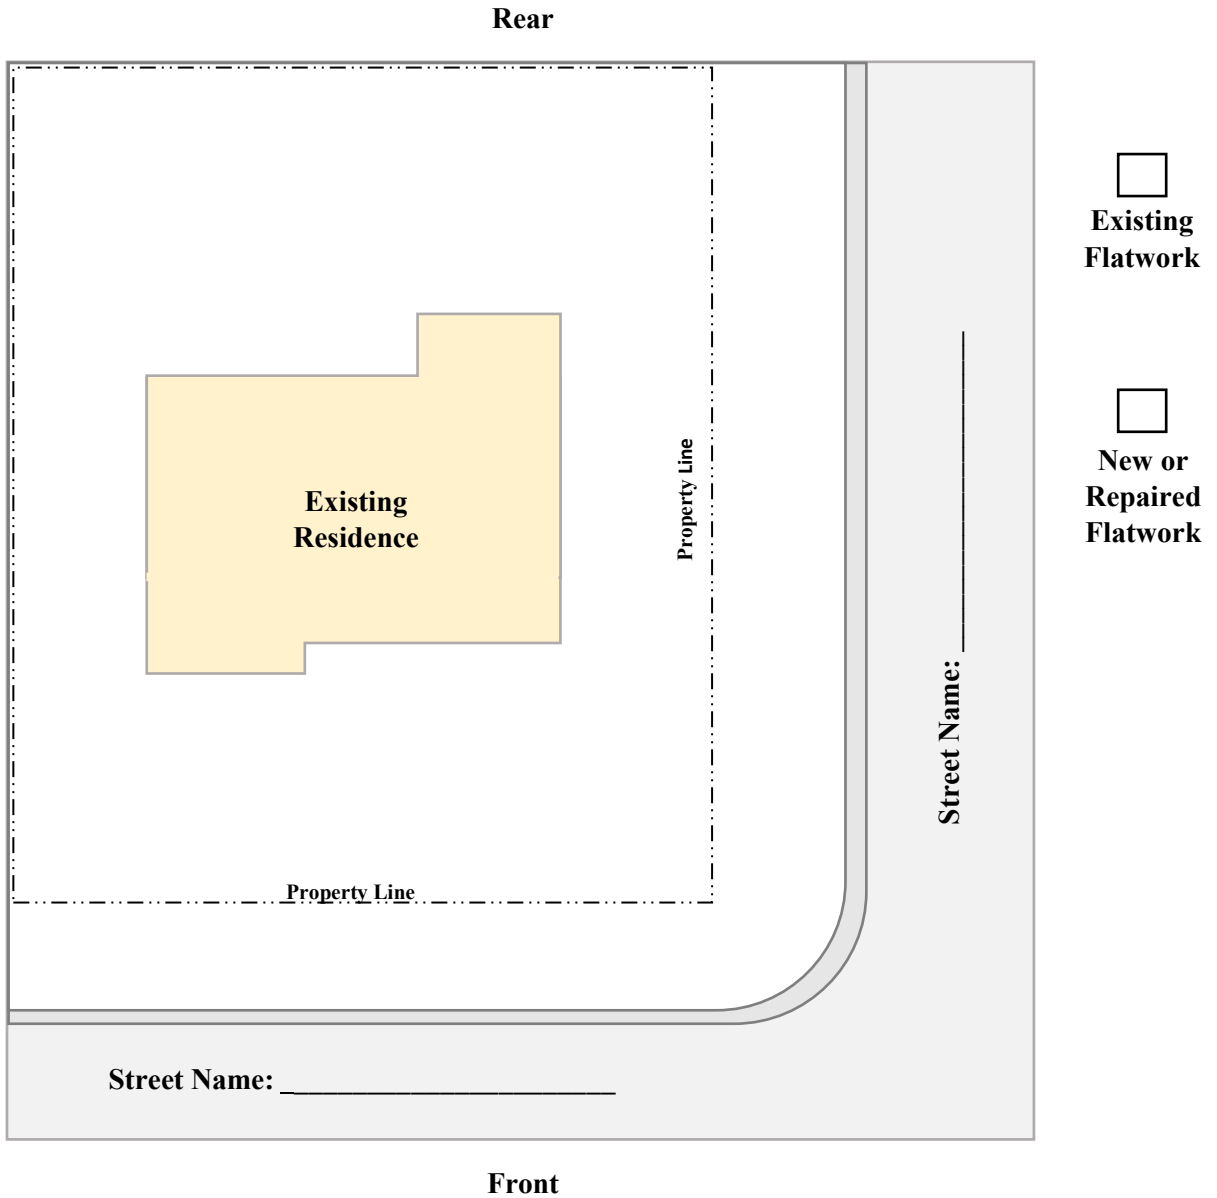 Rear
Existing
Flatwork
New or
Repaired
Flatwork
Existing
Residence
Property Line
Property Line
Street Name: ______________________
Street Name: _______________________
Front